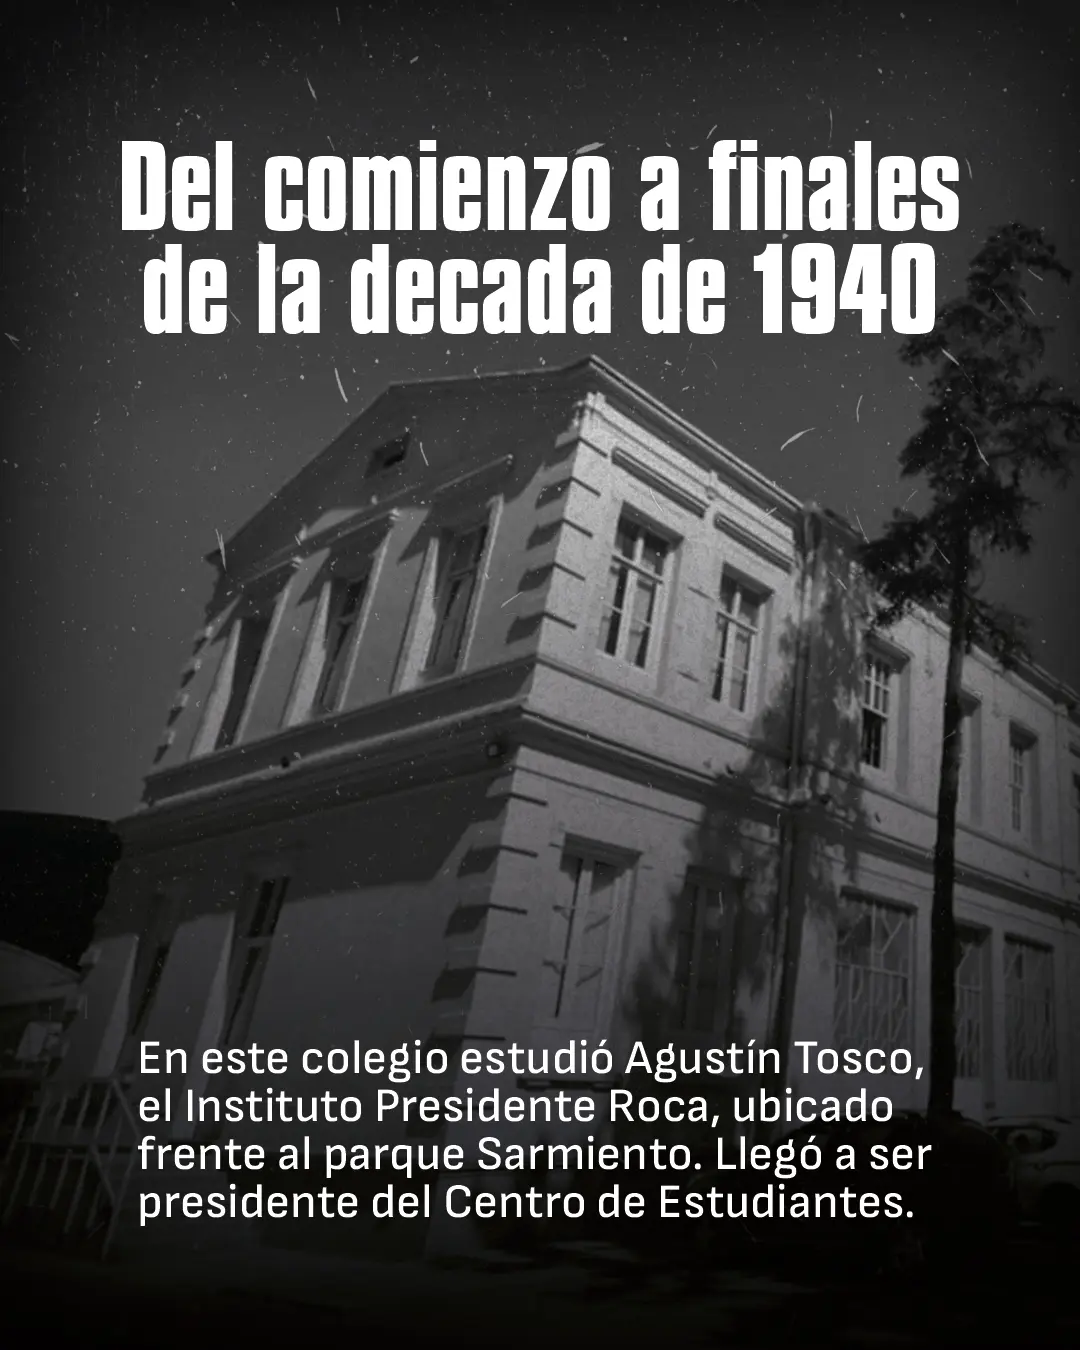 Del comienzo a finales
de la decada de 1940
En este colegio estudió Agustín Tosco,
el Instituto Presidente Roca, ubicado
frente al parque Sarmiento. Llegó a ser
presidente del Centro de Estudiantes.